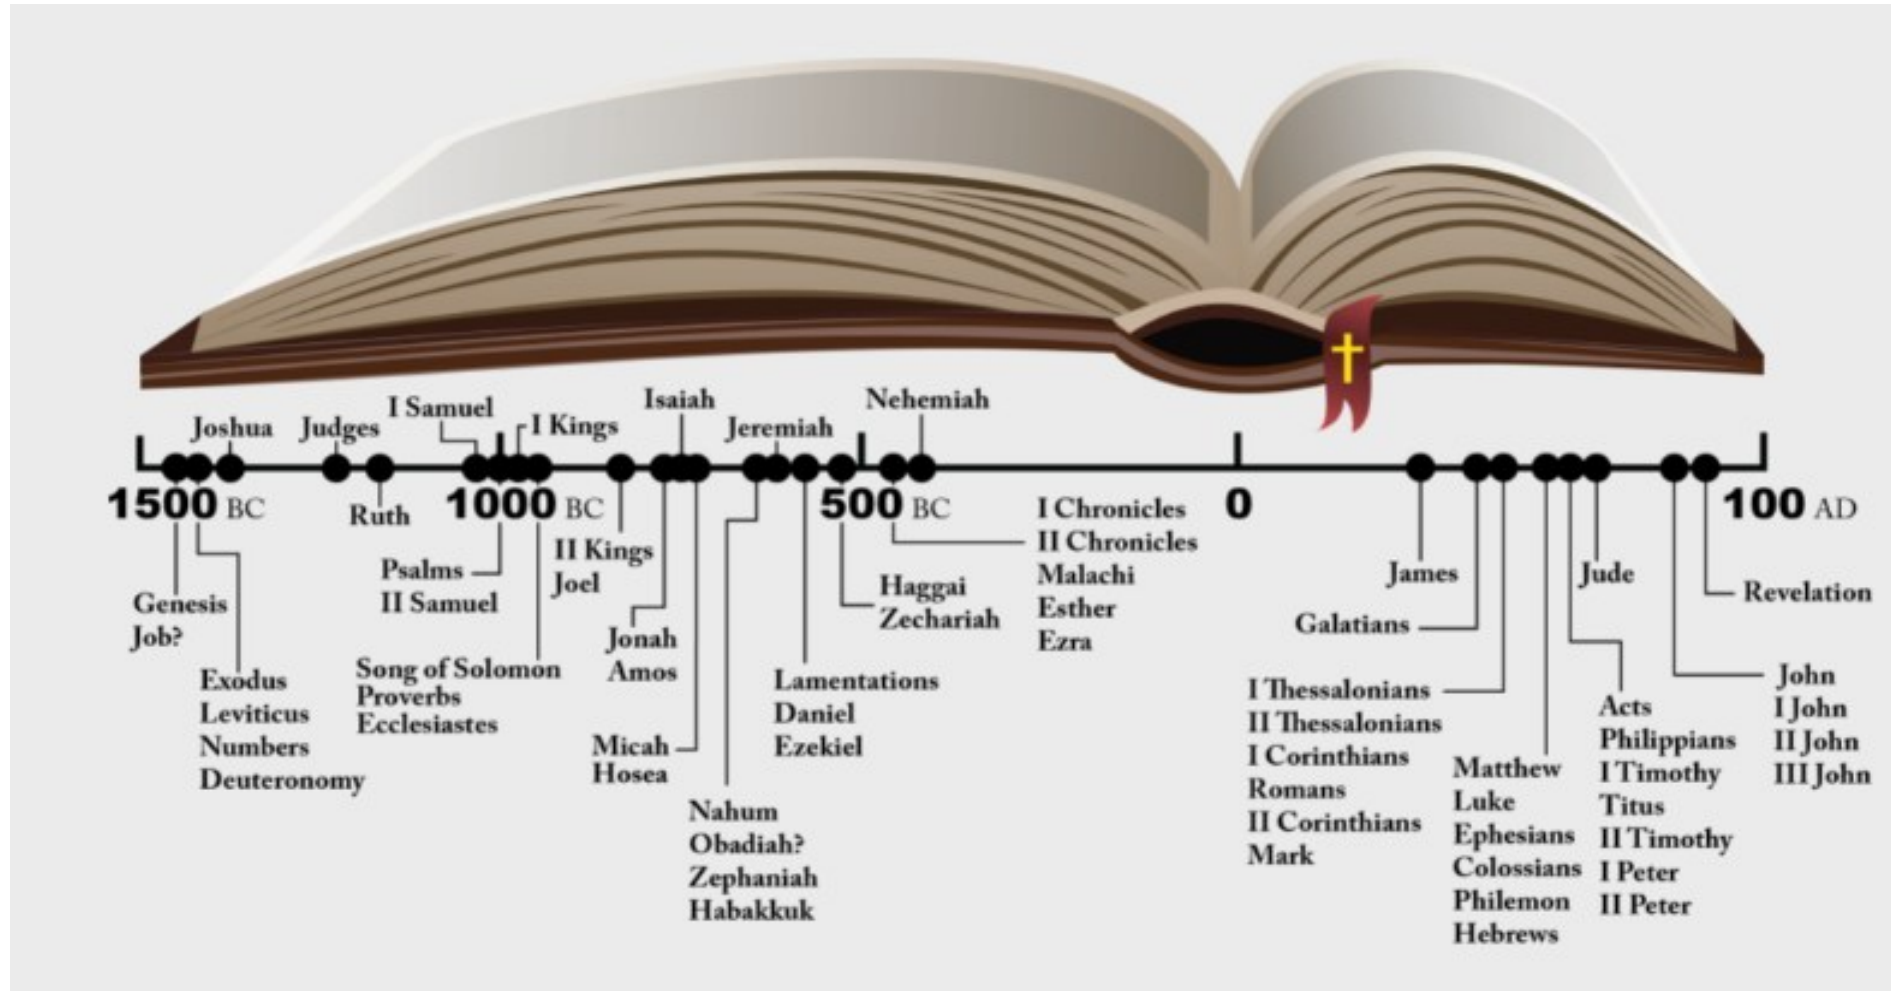 I Samuel
Isaiah
Nehemiah
Joshua
Judges
I Kings
Jeremiah
1500 BC
Ruth
1000 BC
500 BC
0
100 AD
Genesis
Job?
Exodus
Leviticus
Numbers
Deuteronomy
Psalms
II Samuel
Song of Solomon
Proverbs
Ecclesiastes
II Kings
Joel
Jonah
Amos
Micah
Hosea
Nahum
Obadiah?
Zephaniah
Habakkuk
Lamentations
Daniel
Ezekiel
Haggai
Zechariah
I Chronicles
II Chronicles
Malachi
Esther
Ezra
James
Galatians
I Thessalonians
II Thessalonians
I Corinthians
Romans
II Corinthians
Mark
Matthew
Luke
Ephesians
Colossians
Philemon
Hebrews
Acts
Philippians
I Timothy
Titus
II Timothy
I Peter
II Peter
Jude
Revelation
John
I John
II John
III John